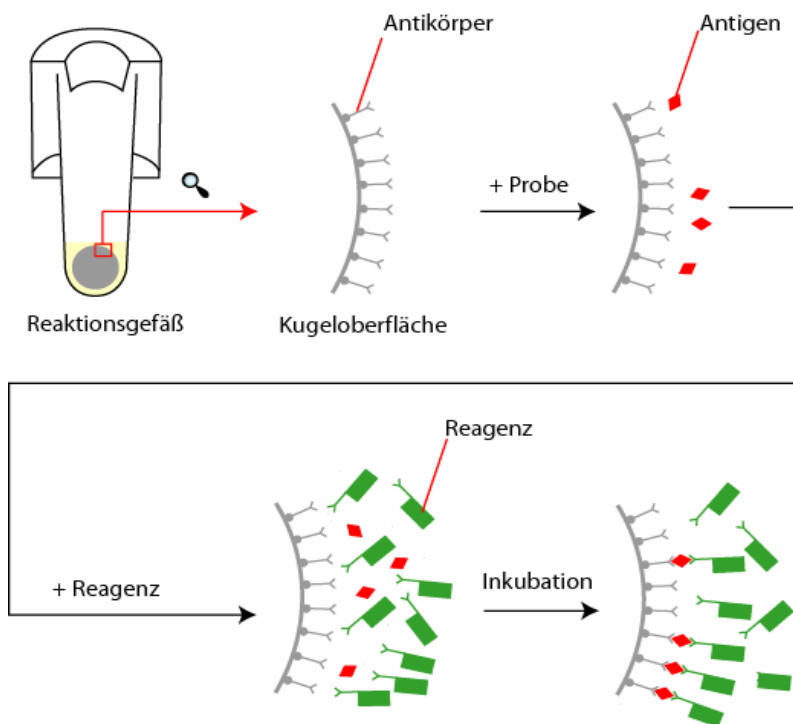 Antikörper
Antigen
+ Probe
Reaktionsgefäß
Kugeloberfläche
Reagenz
+ Reagenz
Inkubation